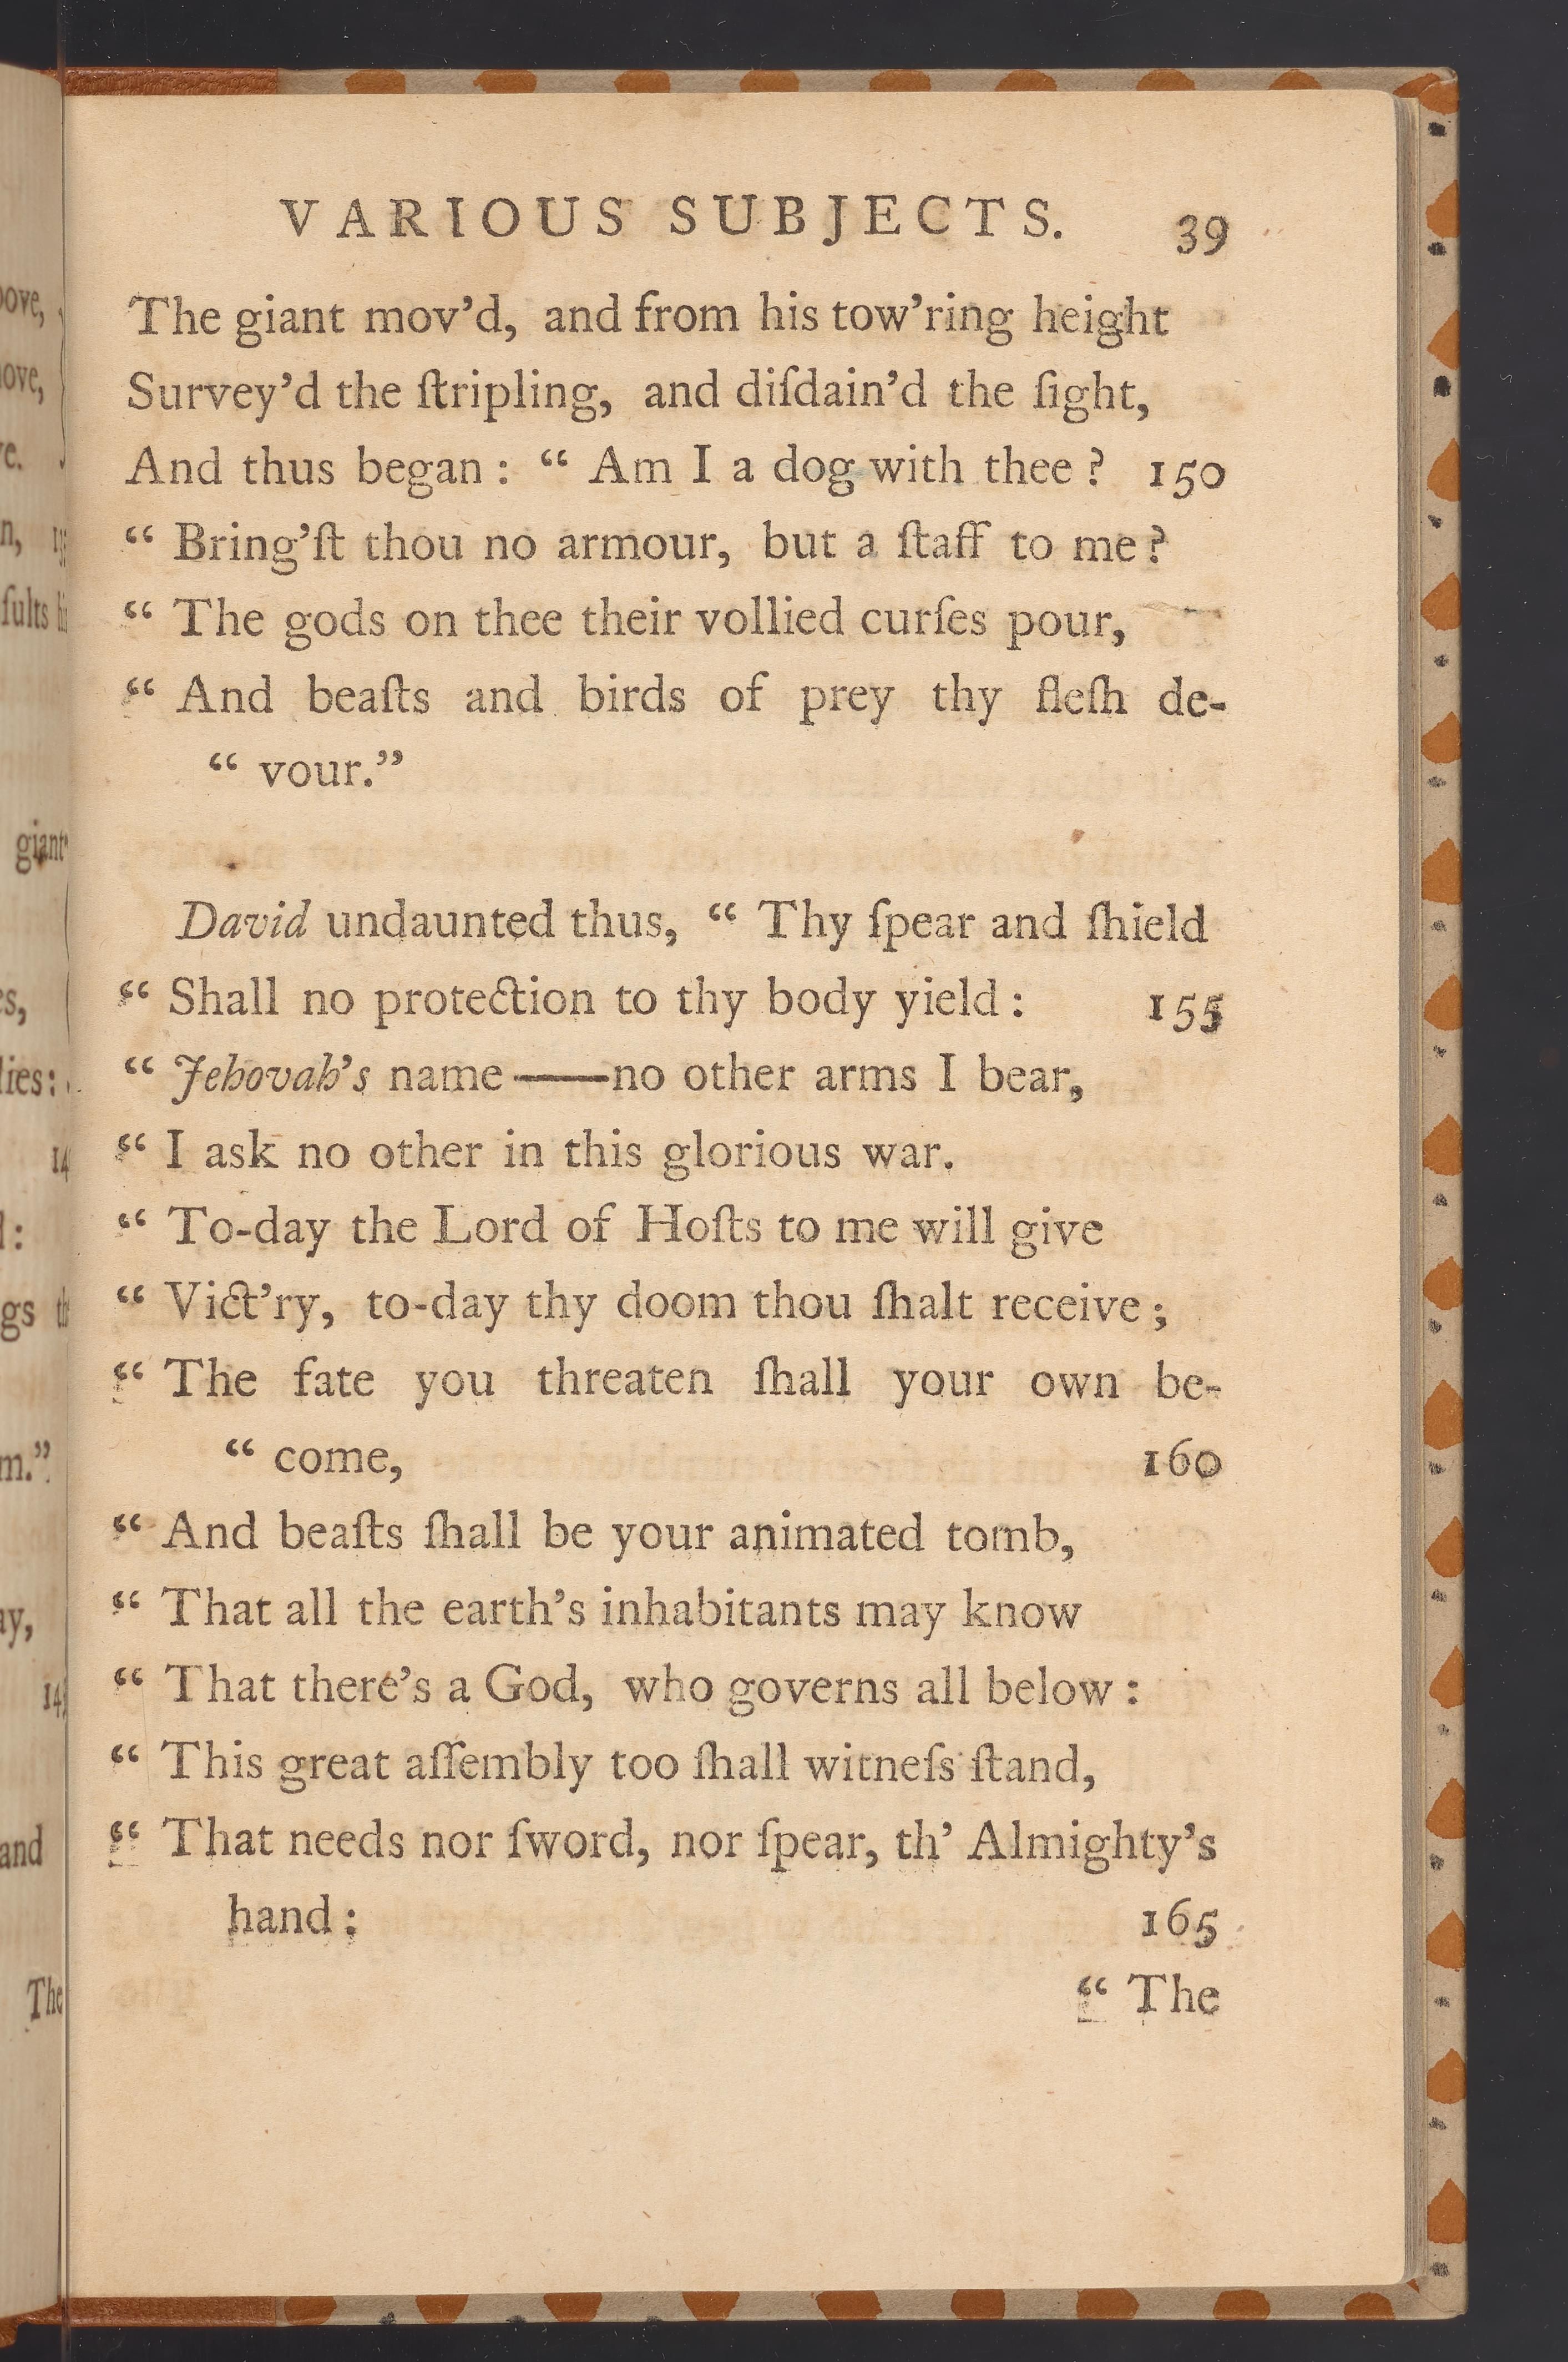 VARIOUS SUBJECTS. 39
The giant mov’d, and from his tow’ring height
Survey’d the ſtripling, and diſdain’d the ſight,
And thus began : “ Am I a dog with thee ? 150
“ Bring’ſt thou no armour, but a ſtaff to me?
“ The gods on thee their vollied curſes pour,
“ And beaſts and birds of prey thy fleſh de-
“ vour.”
David undaunted thus, “ Thy ſpear and ſhield
“ Shall no protection to thy body yield : 155
“ Jehovah’s name ——no other arms I bear,
“ I ask no other in this glorious war.
“ To-day the Lord of Hoſts to me will give
“ Vict’ry, to-day thy doom thou ſhalt receive ;
“ The fate you threaten ſhall your own be-
“ come, 160
“ And beaſts ſhall be your animated tomb,
“ That all the earth’s inhabitants may know
“ That there’s a God, who governs all below :
“ This great aſſembly too ſhall witneſs ſtand,
“ That needs nor ſword, nor ſpear, th’ Almighty’s
hand : 165
“ The